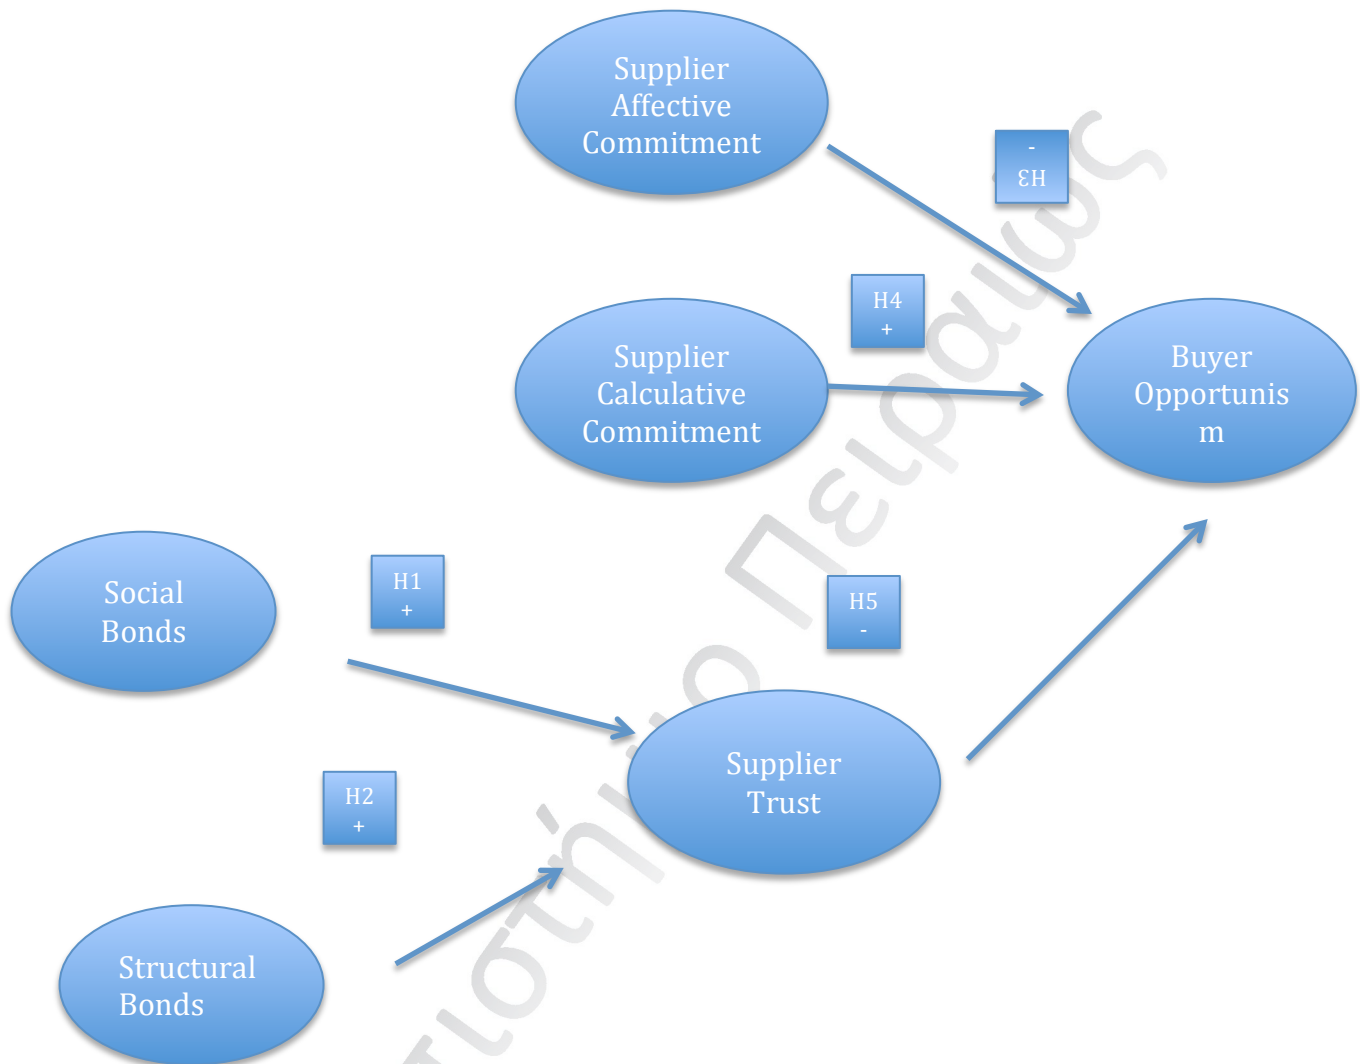 Supplier
Affective
Commitment
H3
-
H4
+
Supplier
Calculative
Commitment
Buyer
Opportunis
m
Social
Bonds
H1
+
H5
-
Supplier
Trust
H2
+
Structural
Bonds
Πειραιώς